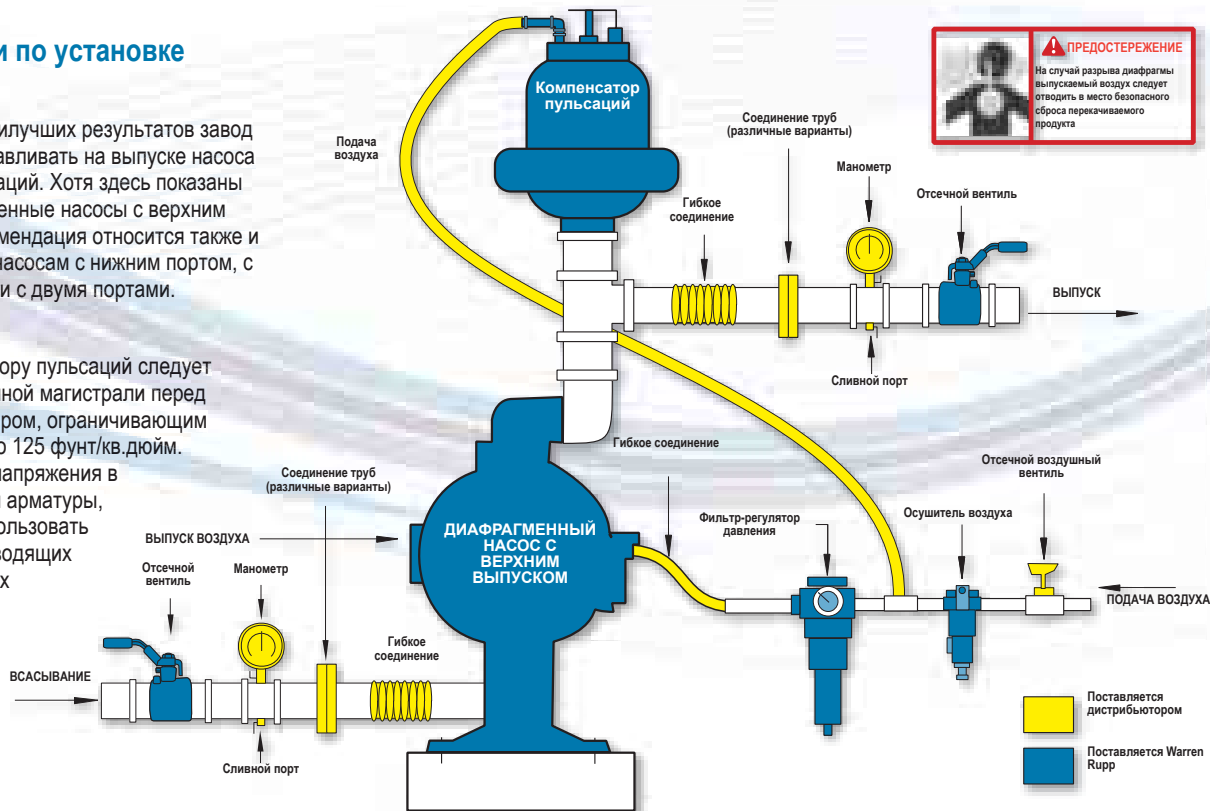 и по установке
илучших результатов завод
авливать на выпуске насоса
аций. Хотя здесь показаны
енные насосы с верхним
мендация относится также и
насосам с нижним портом, с
и с двумя портами.
ору пульсаций следует
ной магистрали перед
ром, ограничивающим
о 125 фунт/кв.дюйм.
напряжения в
и арматуры,
ользовать
водящих
х
Компенсатор
пульсаций
Подача
воздуха
ПРЕДОСТЕРЕЖЕНИЕ
На случай разрыва диафрагмы
выпускаемый воздух следует
отводить в место безопасного
сброса перекачиваемого
продукта
Гибкое
соединение
Соединение труб
(различные варианты)
Манометр
Отсечной вентиль
ВЫПУСК
Сливной порт
Соединение труб
(различные варианты)
ВЫПУСК ВОЗДУХА
ДИАФРАГМЕННЫЙ
НАСОС С
ВЕРХНИМ
ВЫПУСКОМ
Гибкое соединение
Фильтр-регулятор
давления
Осушитель воздуха
Отсечной воздушный
вентиль
ПОДАЧА ВОЗДУХА
Отсечной
вентиль
Манометр
Гибкое
соединение
ВСАСЫВАНИЕ
Сливной порт
Поставляется
дистрибьютором
Поставляется Warren
Rupp